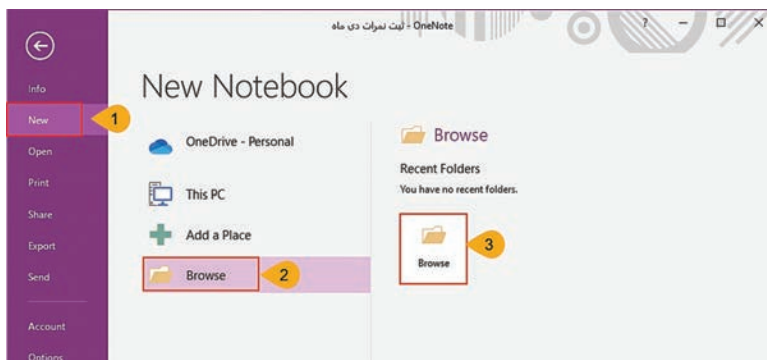 ثبت نمرات دی ماه - OneNote
? - □ ×
Info
New
1
Open
Print
Share
Export
Send
Account
Options
New Notebook
OneDrive - Personal
This PC
Add a Place
Browse
2
Browse
Recent Folders
You have no recent folders.
Browse
3